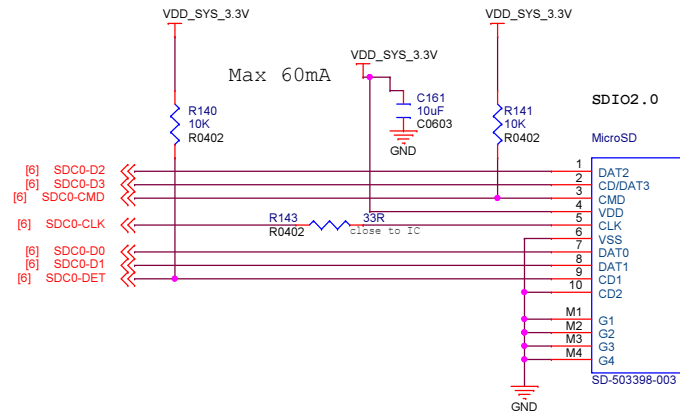 VDD_SYS_3.3V
VDD_SYS_3.3V
VDD_SYS_3.3V
Max 60mA
C161
10uF
C0603
GND
R140
10K
R0402
R141
10K
R0402
SDIO2.0
MicroSD
[6] SDC0-D2 1 DAT2
[6] SDC0-D3 2 CD/DAT3
[6] SDC0-CMD 3 CMD
4 VDD
[6] SDC0-CLK R143 33R 5 CLK
R0402 close to IC
6 VSS
[6] SDC0-D0 7 DAT0
[6] SDC0-D1 8 DAT1
[6] SDC0-DET 9 CD1
10 CD2
M1 G1
M2 G2
M3 G3
M4 G4
SD-503398-003
GND